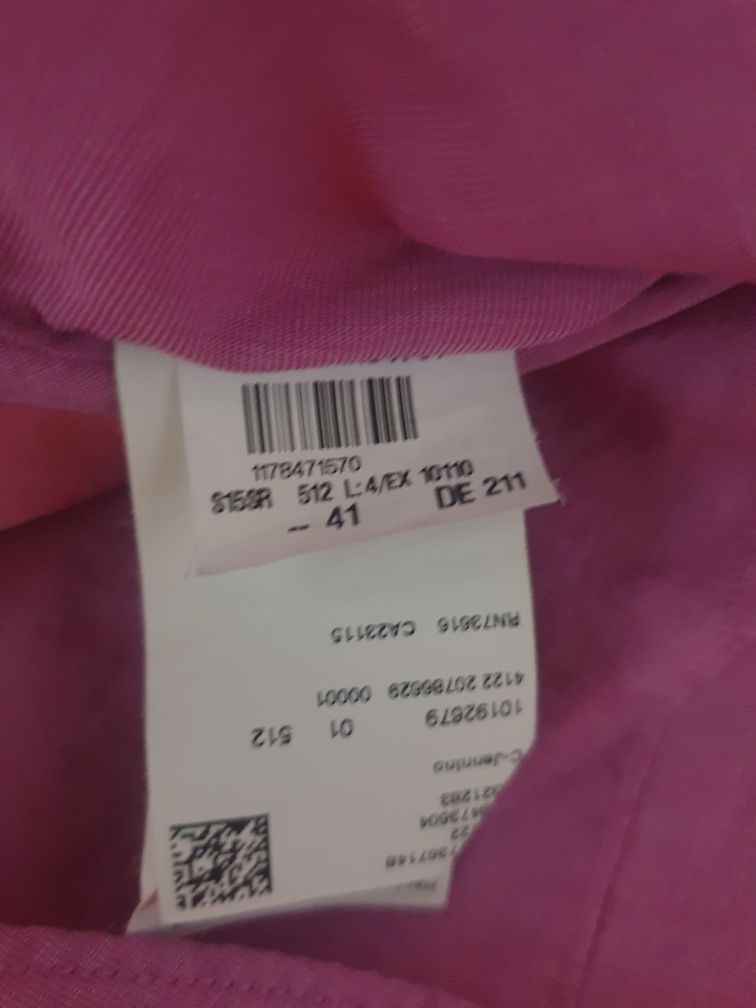 1178471570
S15SR 512 L:4/EX 10110
-- 41 DE 211
RN73616 CA23115
4122 20786629 00001
10192679 01 512
C-Jennino